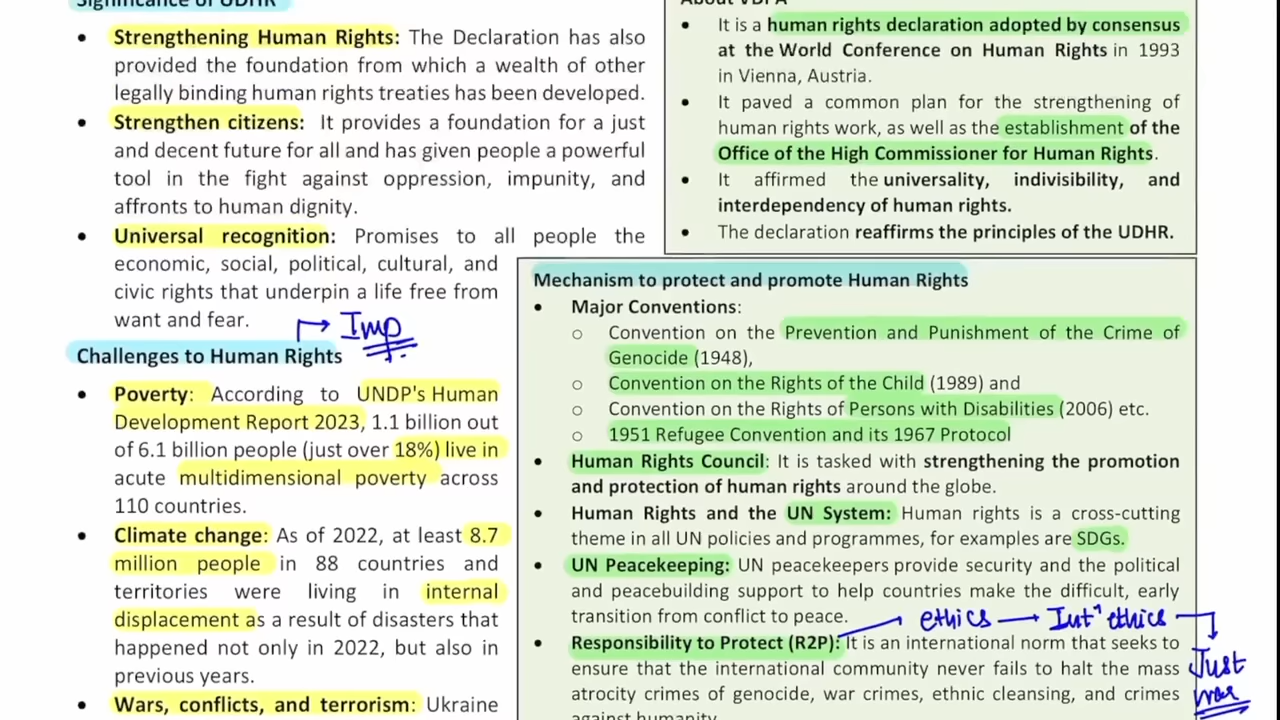 Significance of UDHR
• Strengthening Human Rights: The Declaration has also
provided the foundation from which a wealth of other
legally binding human rights treaties has been developed.
• Strengthen citizens: It provides a foundation for a just
and decent future for all and has given people a powerful
tool in the fight against oppression, impunity, and
affronts to human dignity.
• Universal recognition: Promises to all people the
economic, social, political, cultural, and
civic rights that underpin a life free from
want and fear.
Imp
Challenges to Human Rights
• Poverty: According to UNDP's Human
Development Report 2023, 1.1 billion out
of 6.1 billion people (just over 18%) live in
acute multidimensional poverty across
110 countries.
• Climate change: As of 2022, at least 8.7
million people in 88 countries and
territories were living in internal
displacement as a result of disasters that
happened not only in 2022, but also in
previous years.
• Wars, conflicts, and terrorism: Ukraine
About VDPA
• It is a human rights declaration adopted by consensus
at the World Conference on Human Rights in 1993
in Vienna, Austria.
• It paved a common plan for the strengthening of
human rights work, as well as the establishment of the
Office of the High Commissioner for Human Rights.
• It affirmed the universality, indivisibility, and
interdependency of human rights.
• The declaration reaffirms the principles of the UDHR.
Mechanism to protect and promote Human Rights
• Major Conventions:
o Convention on the Prevention and Punishment of the Crime of
Genocide (1948),
o Convention on the Rights of the Child (1989) and
o Convention on the Rights of Persons with Disabilities (2006) etc.
o 1951 Refugee Convention and its 1967 Protocol
• Human Rights Council: It is tasked with strengthening the promotion
and protection of human rights around the globe.
• Human Rights and the UN System: Human rights is a cross-cutting
theme in all UN policies and programmes, for examples are SDGs.
• UN Peacekeeping: UN peacekeepers provide security and the political
and peacebuilding support to help countries make the difficult, early
transition from conflict to peace.
ethics Intⁿ ethics
• Responsibility to Protect (R2P): It is an international norm that seeks to
ensure that the international community never fails to halt the mass
atrocity crimes of genocide, war crimes, ethnic cleansing, and crimes
against humanity.
Just
war